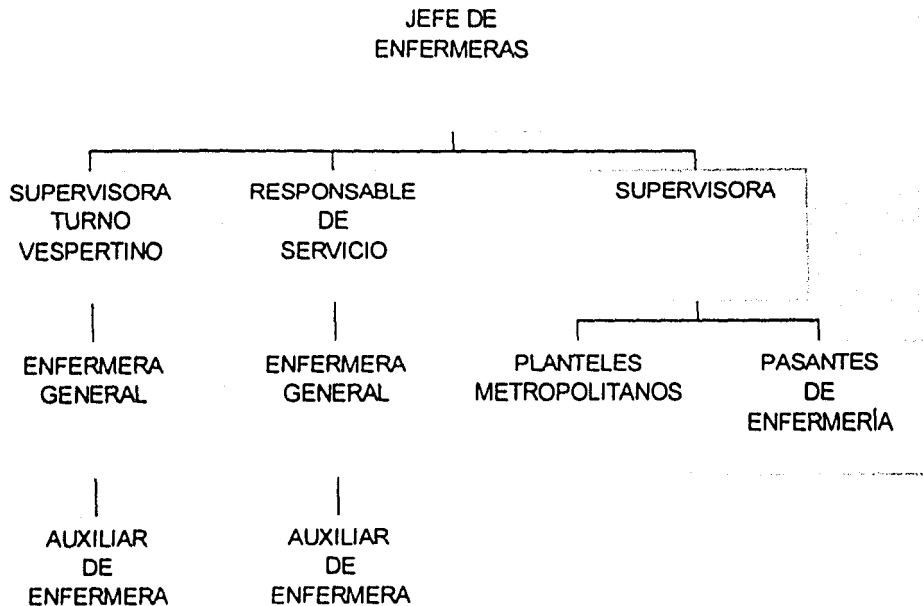 JEFE DE
ENFERMERAS
SUPERVISORA
TURNO
VESPERTINO
RESPONSABLE
DE
SERVICIO
SUPERVISORA
ENFERMERA
GENERAL
ENFERMERA
GENERAL
PLANTELES
METROPOLITANOS
PASANTES
DE
ENFERMERÍA
AUXILIAR
DE
ENFERMERA
AUXILIAR
DE
ENFERMERA